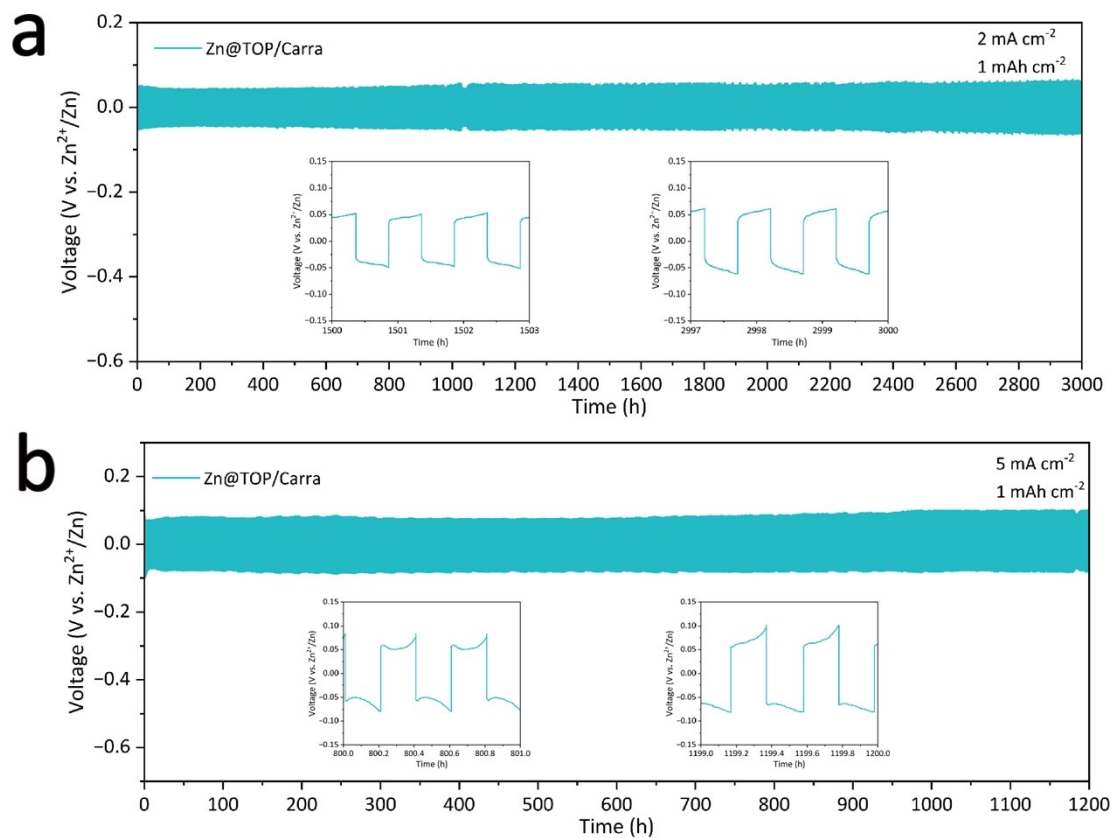 a
Zn@TOP/Carra
2 mA cm⁻²
1 mAh cm⁻²
Voltage (V vs. Zn²⁺/Zn)
0.2
0.0
−0.2
−0.4
−0.6
Voltage (V vs. Zn²⁺/Zn)
0.15
0.10
0.05
0.00
−0.05
−0.10
−0.15
1500 1501 1502 1503
Time (h)
Voltage (V vs. Zn²⁺/Zn)
0.15
0.10
0.05
0.00
−0.05
−0.10
−0.15
2997 2998 2999 3000
Time (h)
0 200 400 600 800 1000 1200 1400 1600 1800 2000 2200 2400 2600 2800 3000
Time (h)
b
Zn@TOP/Carra
5 mA cm⁻²
1 mAh cm⁻²
Voltage (V vs. Zn²⁺/Zn)
0.2
0.0
−0.2
−0.4
−0.6
Voltage (V vs. Zn²⁺/Zn)
0.15
0.10
0.05
0.00
−0.05
−0.10
−0.15
800.0 800.2 800.4 800.6 800.8 801.0
Time (h)
Voltage (V vs. Zn²⁺/Zn)
0.15
0.10
0.05
0.00
−0.05
−0.10
−0.15
1199.0 1199.2 1199.4 1199.6 1199.8 1200.0
Time (h)
0 100 200 300 400 500 600 700 800 900 1000 1100 1200
Time (h)